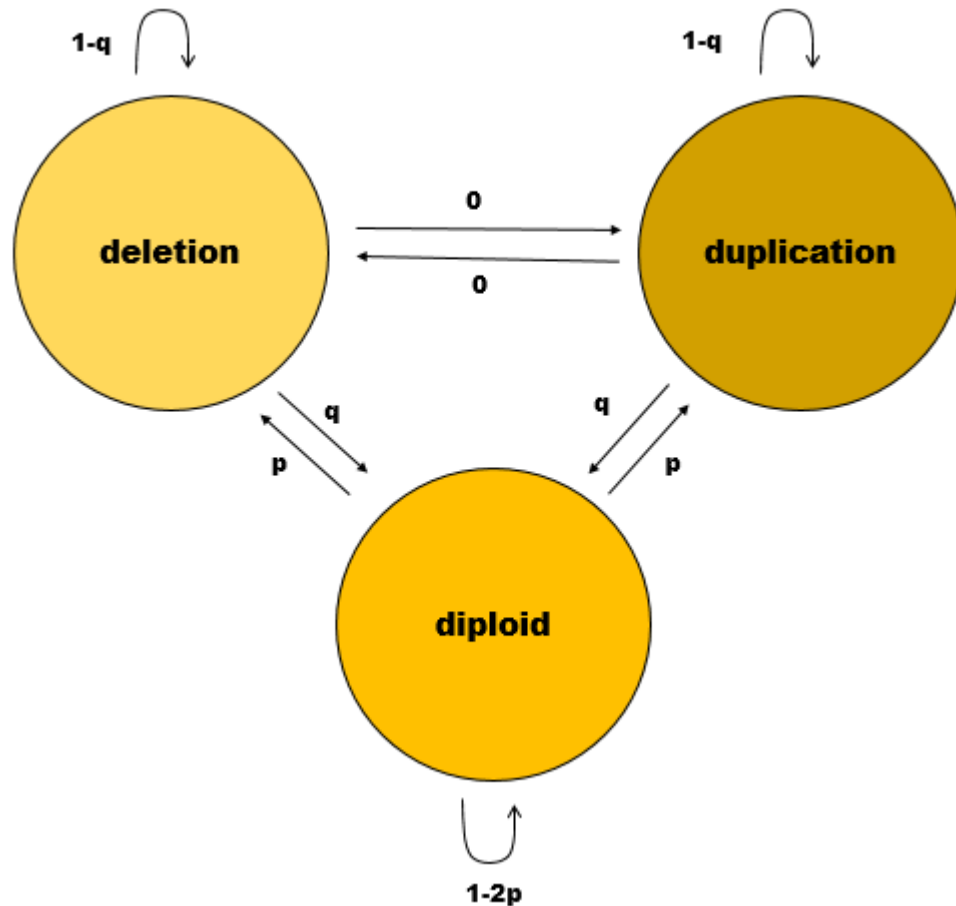 1-q
1-q
0
deletion
duplication
0
q
q
p
p
diploid
1-2p